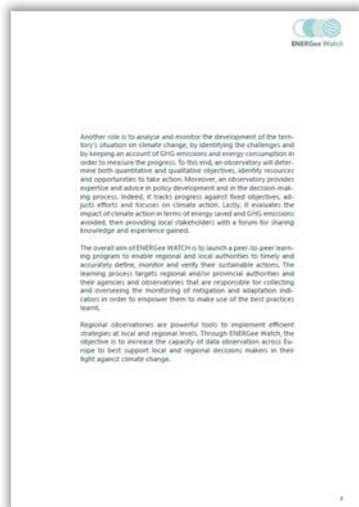 ENERGee Watch
Another role is to analyse and monitor the development of the terri-
tory's situation on climate change, by identifying the challenges and
by keeping an account of GHG emissions and energy consumption in
order to measure the progress. To this end, an observatory will deter-
mine both quantitative and qualitative objectives, identify resources
and opportunities to take action. Moreover, an observatory provides
expertise and advice in policy development and in the decision-mak-
ing process. Indeed, it tracks progress against fixed objectives, ad-
justs efforts and focuses on climate action. Lastly, it evaluates the
impact of climate action in terms of energy saved and GHG emissions
avoided, then providing local stakeholders with a forum for sharing
knowledge and experience gained.
The overall aim of ENERGee WATCH is to launch a peer-to-peer learn-
ing program to enable regional and local authorities to timely and
accurately define, monitor and verify their sustainable actions. The
learning process targets regional and/or provincial authorities and
their agencies and observatories that are responsible for collecting
and overseeing the monitoring of mitigation and adaptation indi-
cators in order to empower them to make use of the best practices
learnt.
Regional observatories are powerful tools to implement efficient
strategies at local and regional levels. Through ENERGee Watch, the
objective is to increase the capacity of data observation across Eu-
rope to best support local and regional decisions makers in their
fight against climate change.